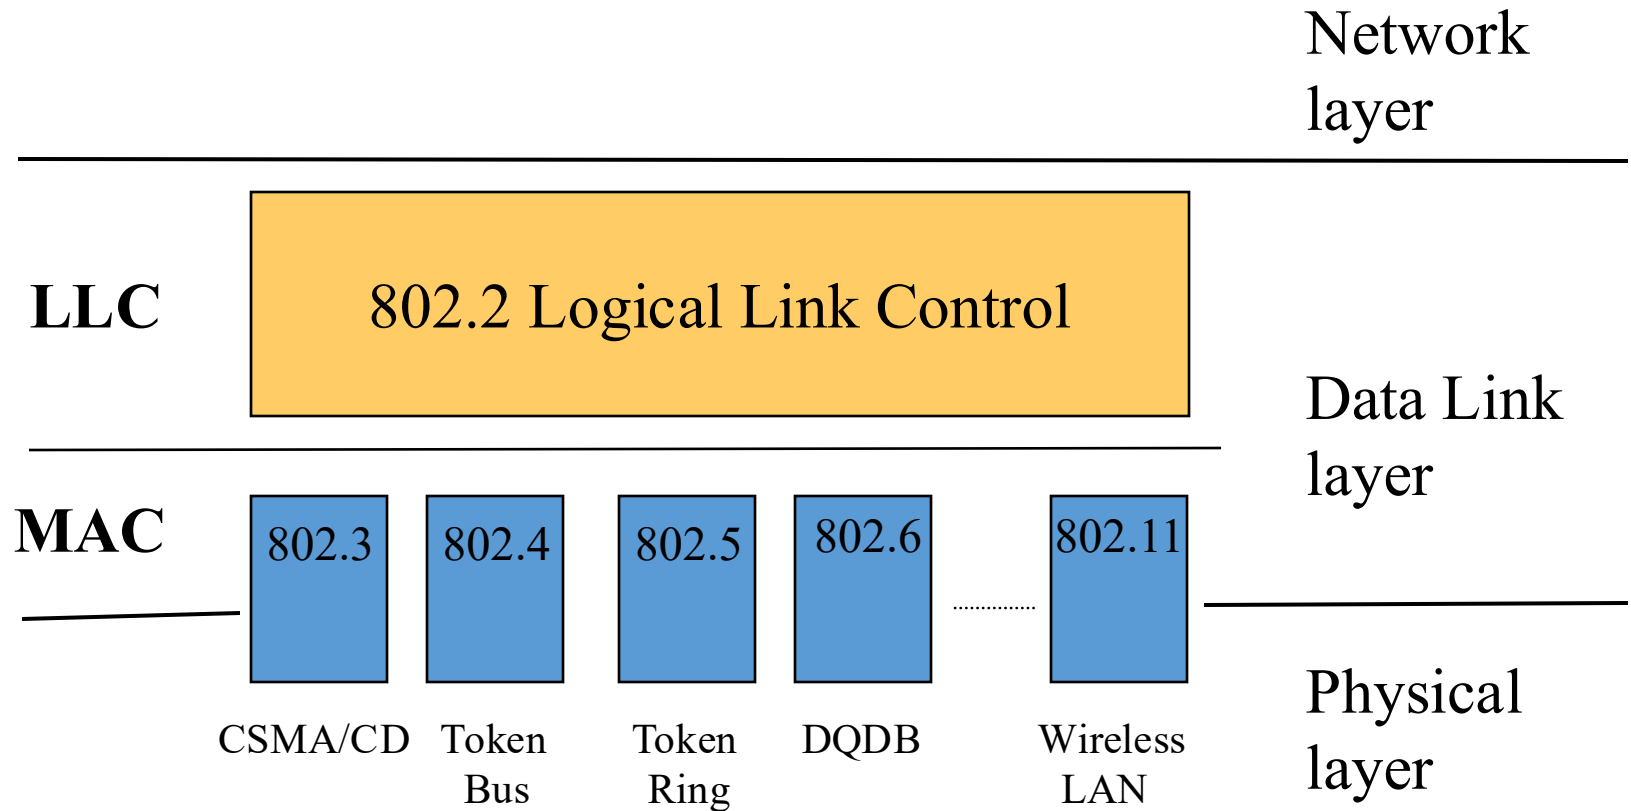 Network
layer
LLC
802.2 Logical Link Control
Data Link
layer
MAC
802.3
802.4
802.5
802.6
802.11
CSMA/CD
Token
Bus
Token
Ring
DQDB
Wireless
LAN
Physical
layer